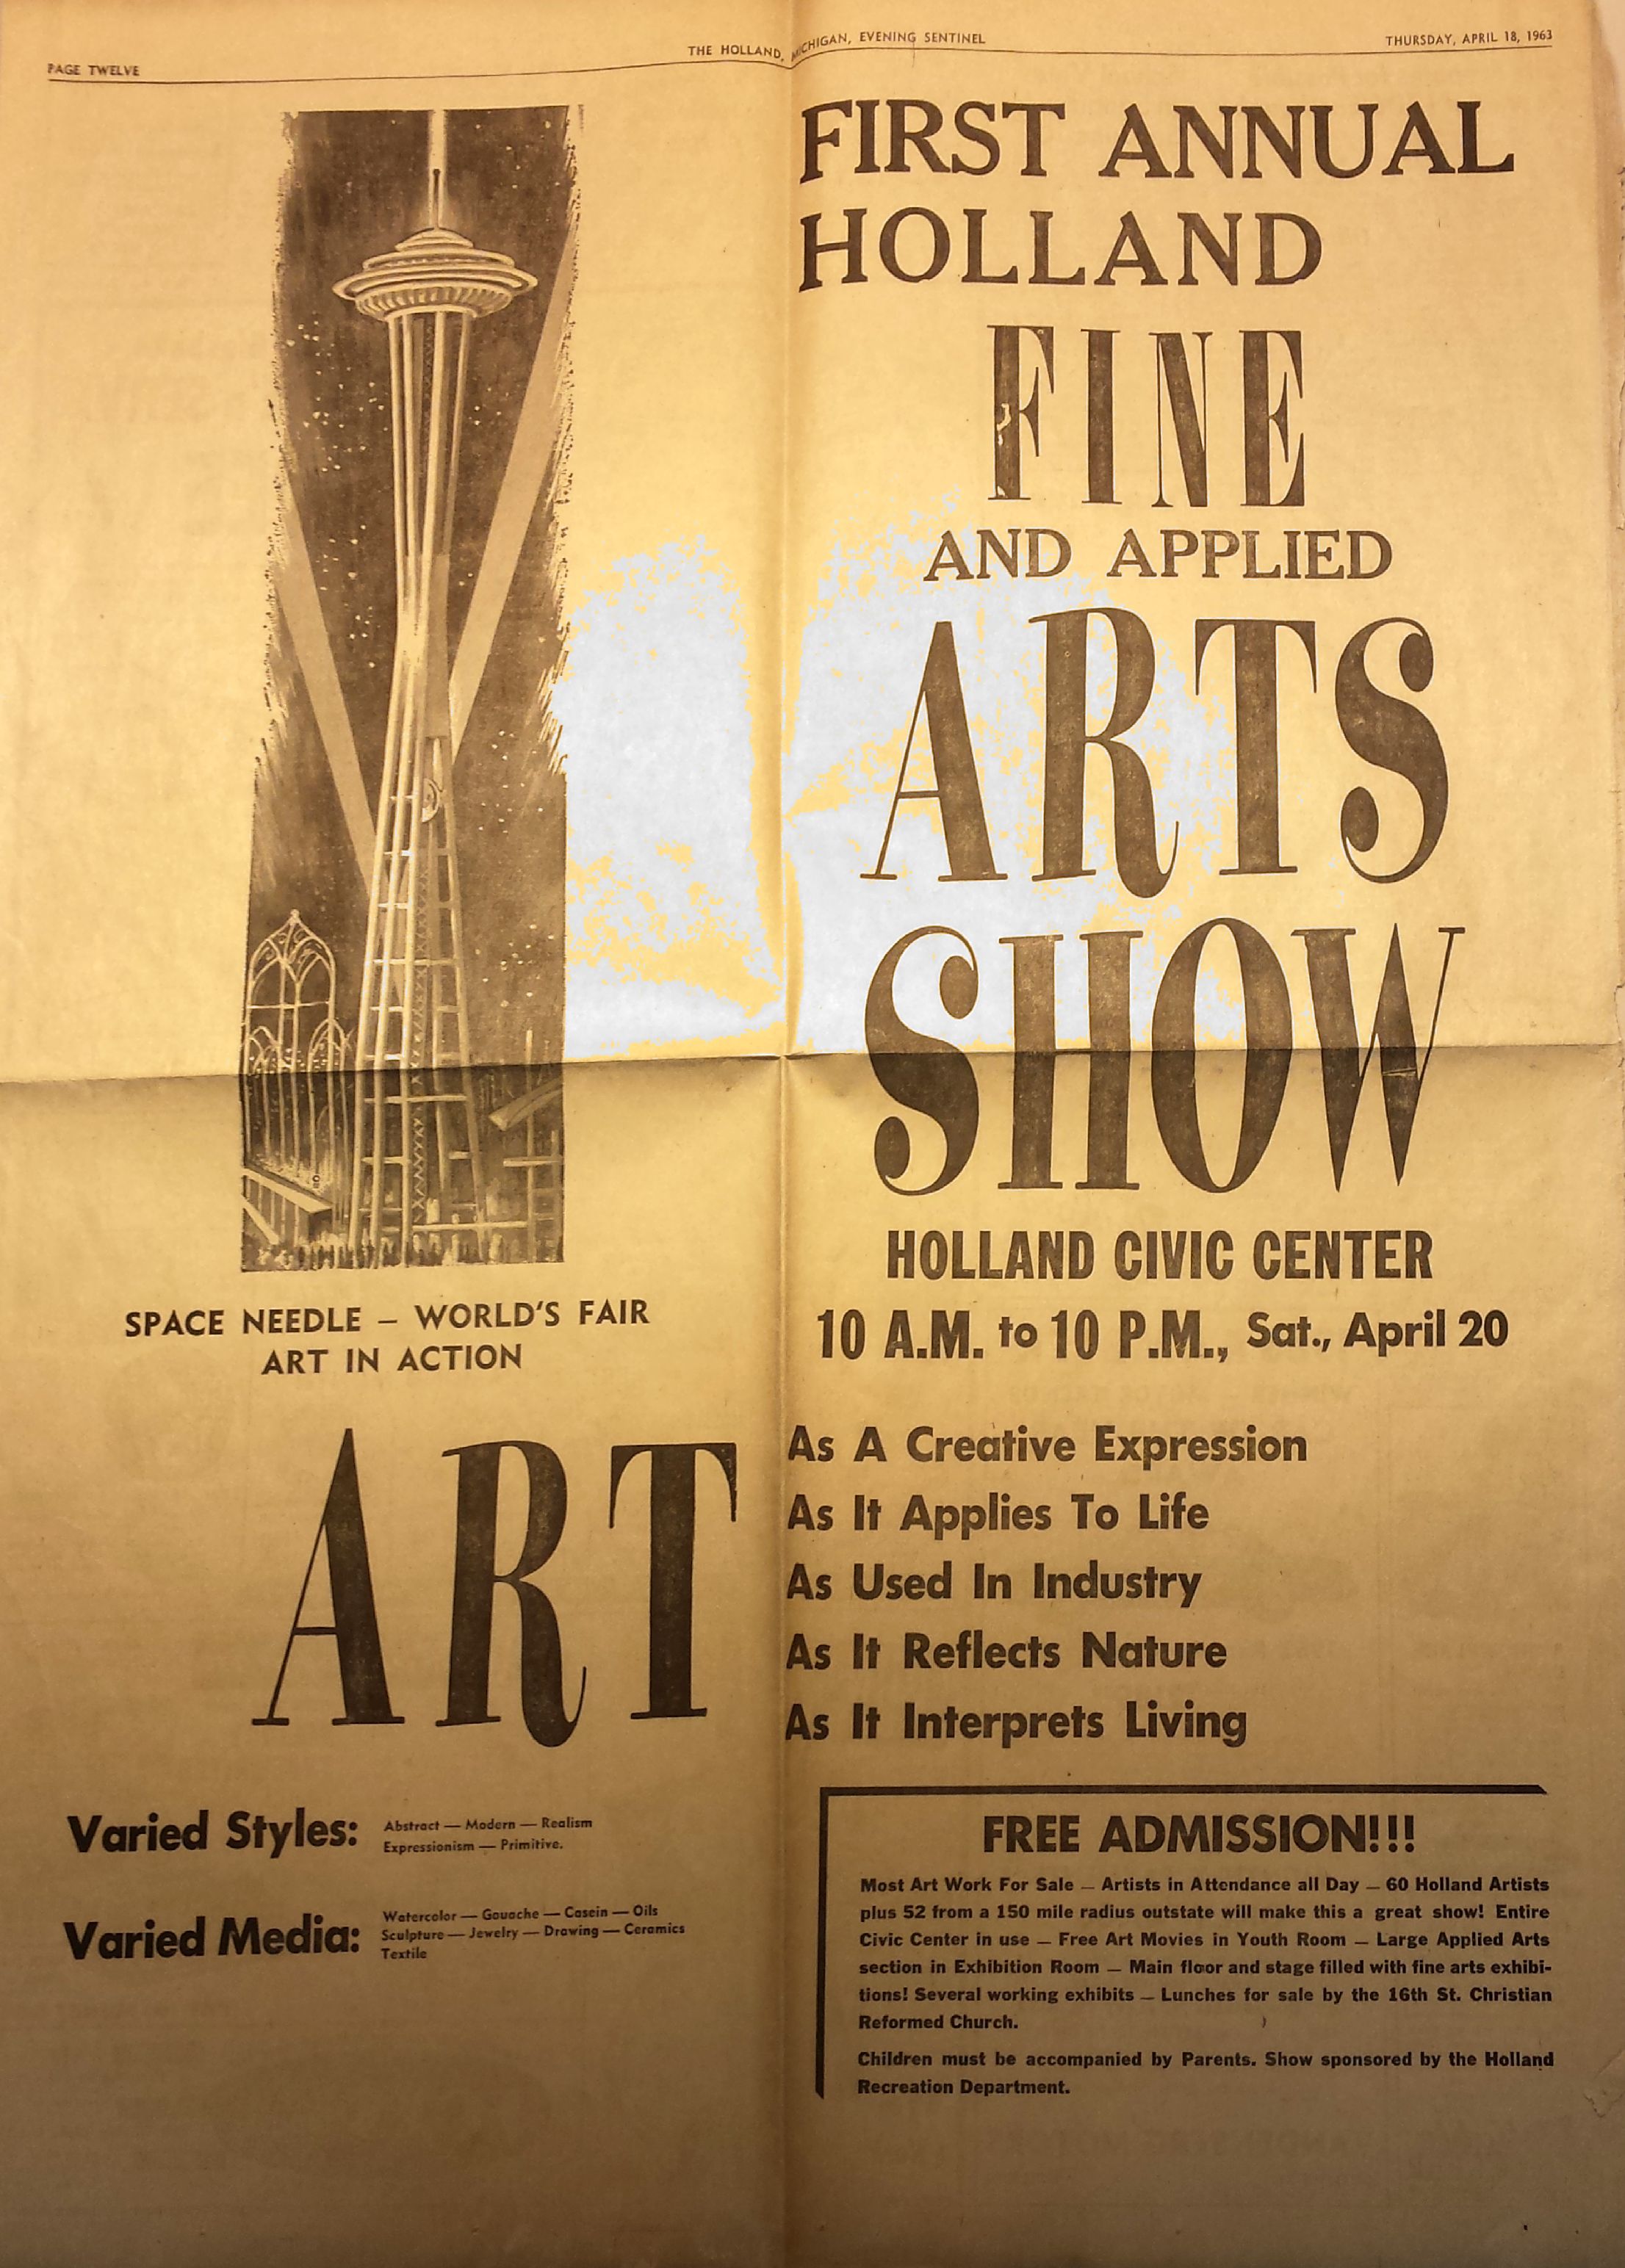 PAGE TWELVE
THE HOLLAND, MICHIGAN, EVENING SENTINEL
THURSDAY, APRIL 18, 1963
FIRST ANNUAL
HOLLAND
FINE
AND APPLIED
ARTS
SHOW
HOLLAND CIVIC CENTER
10 A.M. to 10 P.M., Sat., April 20
SPACE NEEDLE – WORLD'S FAIR
ART IN ACTION
ART
As A Creative Expression
As It Applies To Life
As Used In Industry
As It Reflects Nature
As It Interprets Living
Varied Styles:
Abstract — Modern — Realism
Expressionism — Primitive.
Varied Media:
Watercolor — Gouache — Casein — Oils
Sculpture — Jewelry — Drawing — Ceramics
Textile
FREE ADMISSION!!!
Most Art Work For Sale — Artists in Attendance all Day — 60 Holland Artists
plus 52 from a 150 mile radius outstate will make this a great show! Entire
Civic Center in use — Free Art Movies in Youth Room — Large Applied Arts
section in Exhibition Room — Main floor and stage filled with fine arts exhibi-
tions! Several working exhibits — Lunches for sale by the 16th St. Christian
Reformed Church.
Children must be accompanied by Parents. Show sponsored by the Holland
Recreation Department.